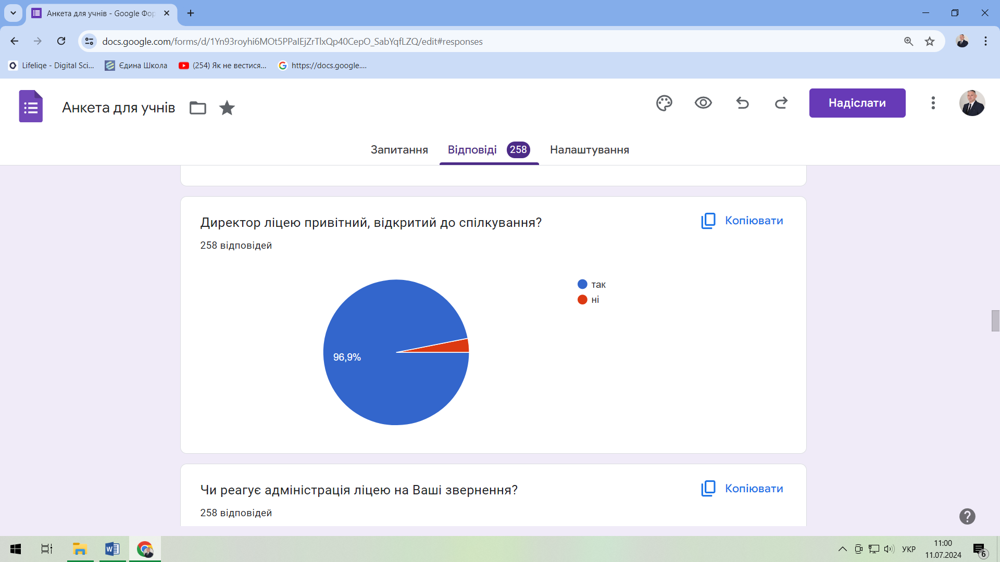 Анкета для учнів - Google Фор
docs.google.com/forms/d/1Yn93royhi6MOt5PPaIEjZrTlxQp40CepO_SabYqfLZQ/edit#responses
Lifeliqe - Digital Sci...
Єдина Школа
(254) Як не вестися...
https://docs.google....
Анкета для учнів
Надіслати
Запитання
Відповіді 258
Налаштування
Директор ліцею привітний, відкритий до спілкування?
Копіювати
258 відповідей
так
ні
96,9%
Чи реагує адміністрація ліцею на Ваші звернення?
Копіювати
258 відповідей
УКР
11:00
11.07.2024
6